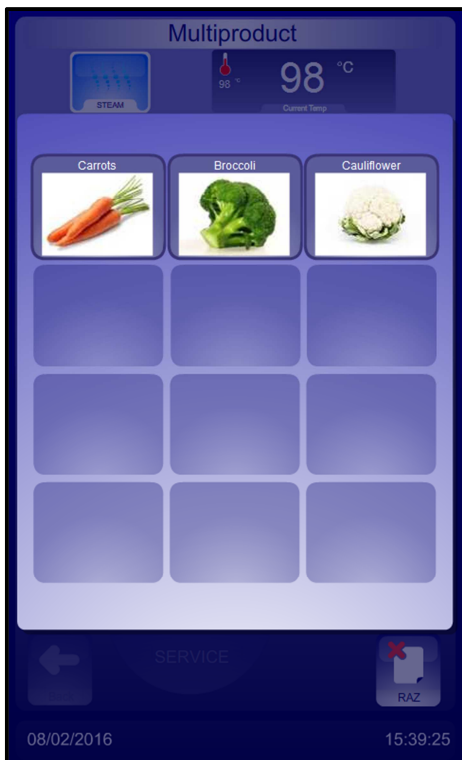 Multiproduct
98 °C
98 °C
STEAM
Current Temp
Carrots
Broccoli
Cauliflower
SERVICE
RAZ
08/02/2016
15:39:25